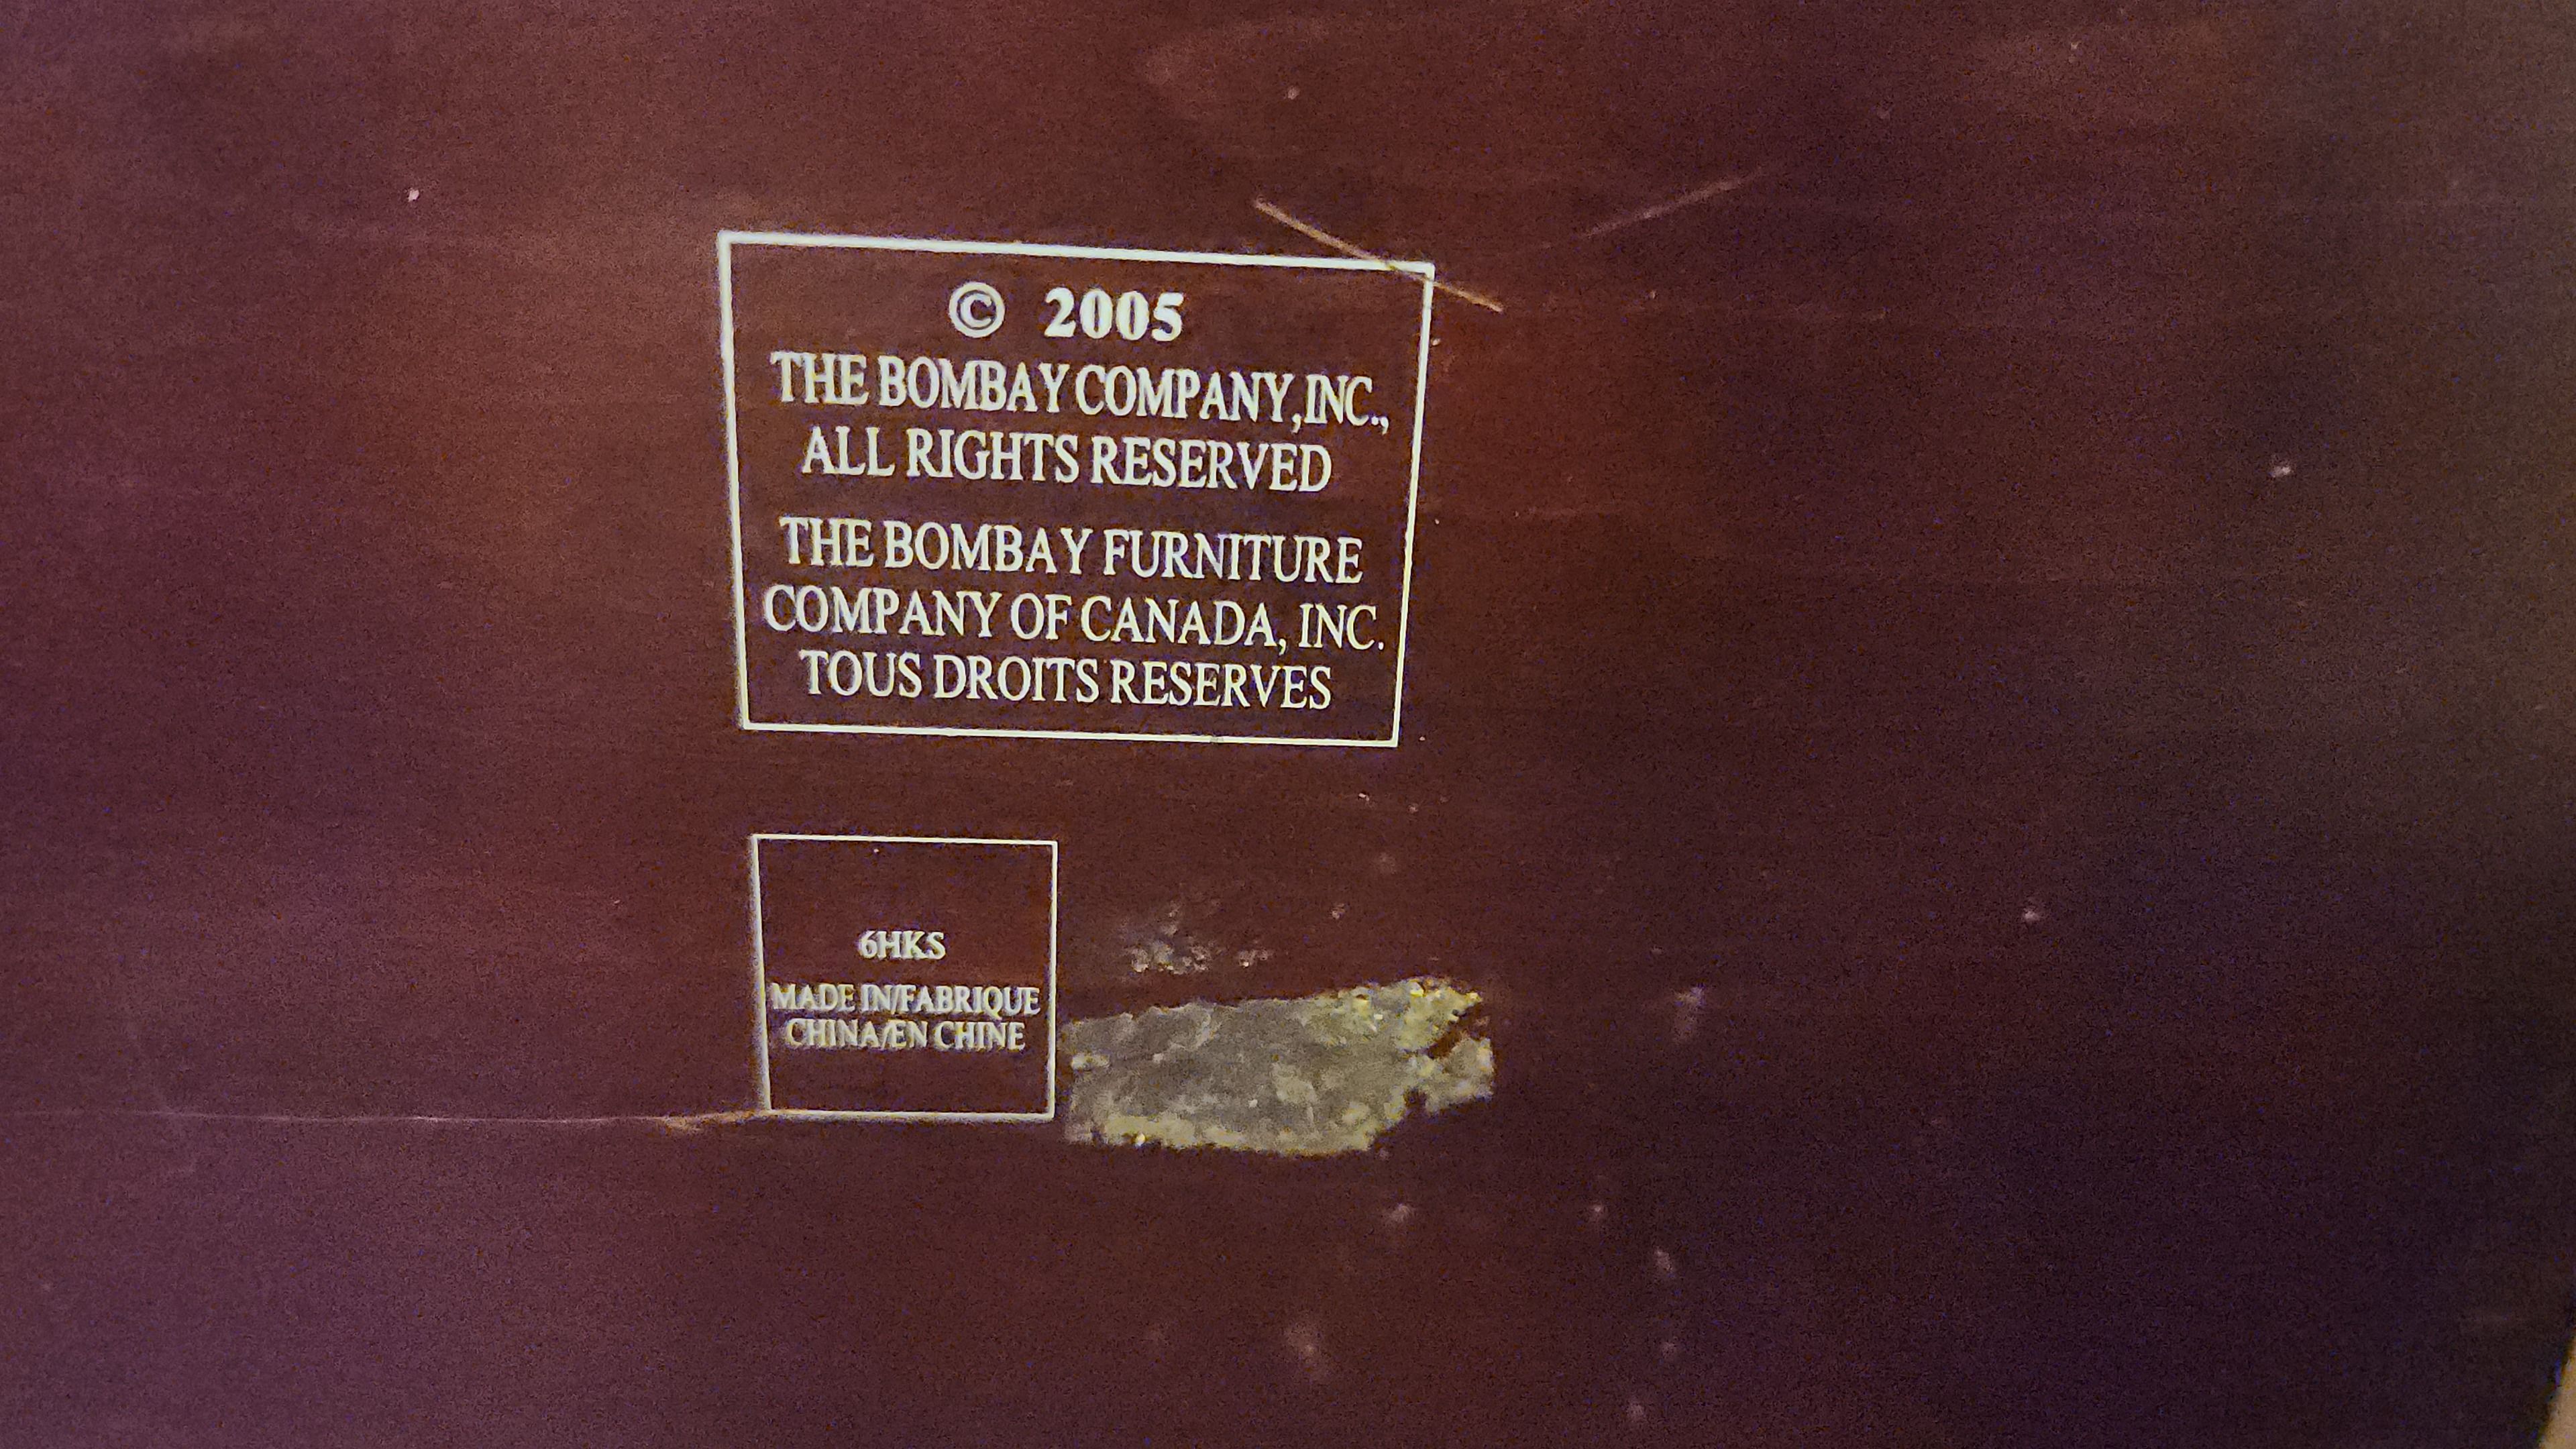 © 2005
THE BOMBAY COMPANY, INC.,
ALL RIGHTS RESERVED
THE BOMBAY FURNITURE
COMPANY OF CANADA, INC.
TOUS DROITS RESERVES
6HKS
MADE IN/FABRIQUE
CHINA/EN CHINE